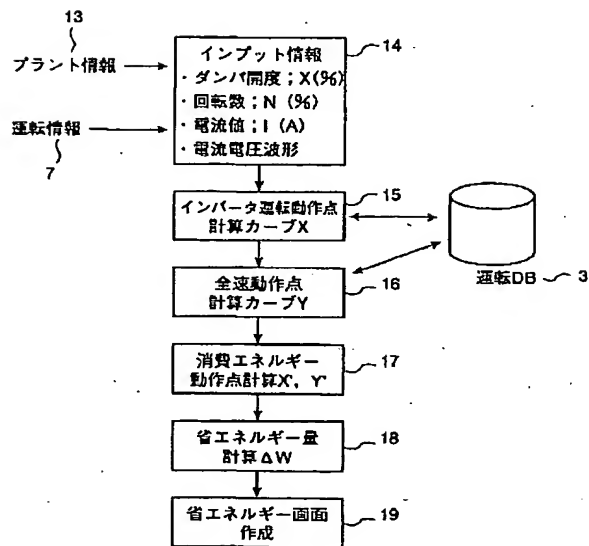 13
プラント情報
運転情報
7
インプット情報
・ダンパ開度;X(%)
・回転数;N (%)
・電流値;I (A)
・電流電圧波形
14
インバータ運転動作点
計算カーブX
15
全速動作点
計算カーブY
16
運転DB
3
消費エネルギー
動作点計算X', Y'
17
省エネルギー量
計算ΔW
18
省エネルギー画面
作成
19